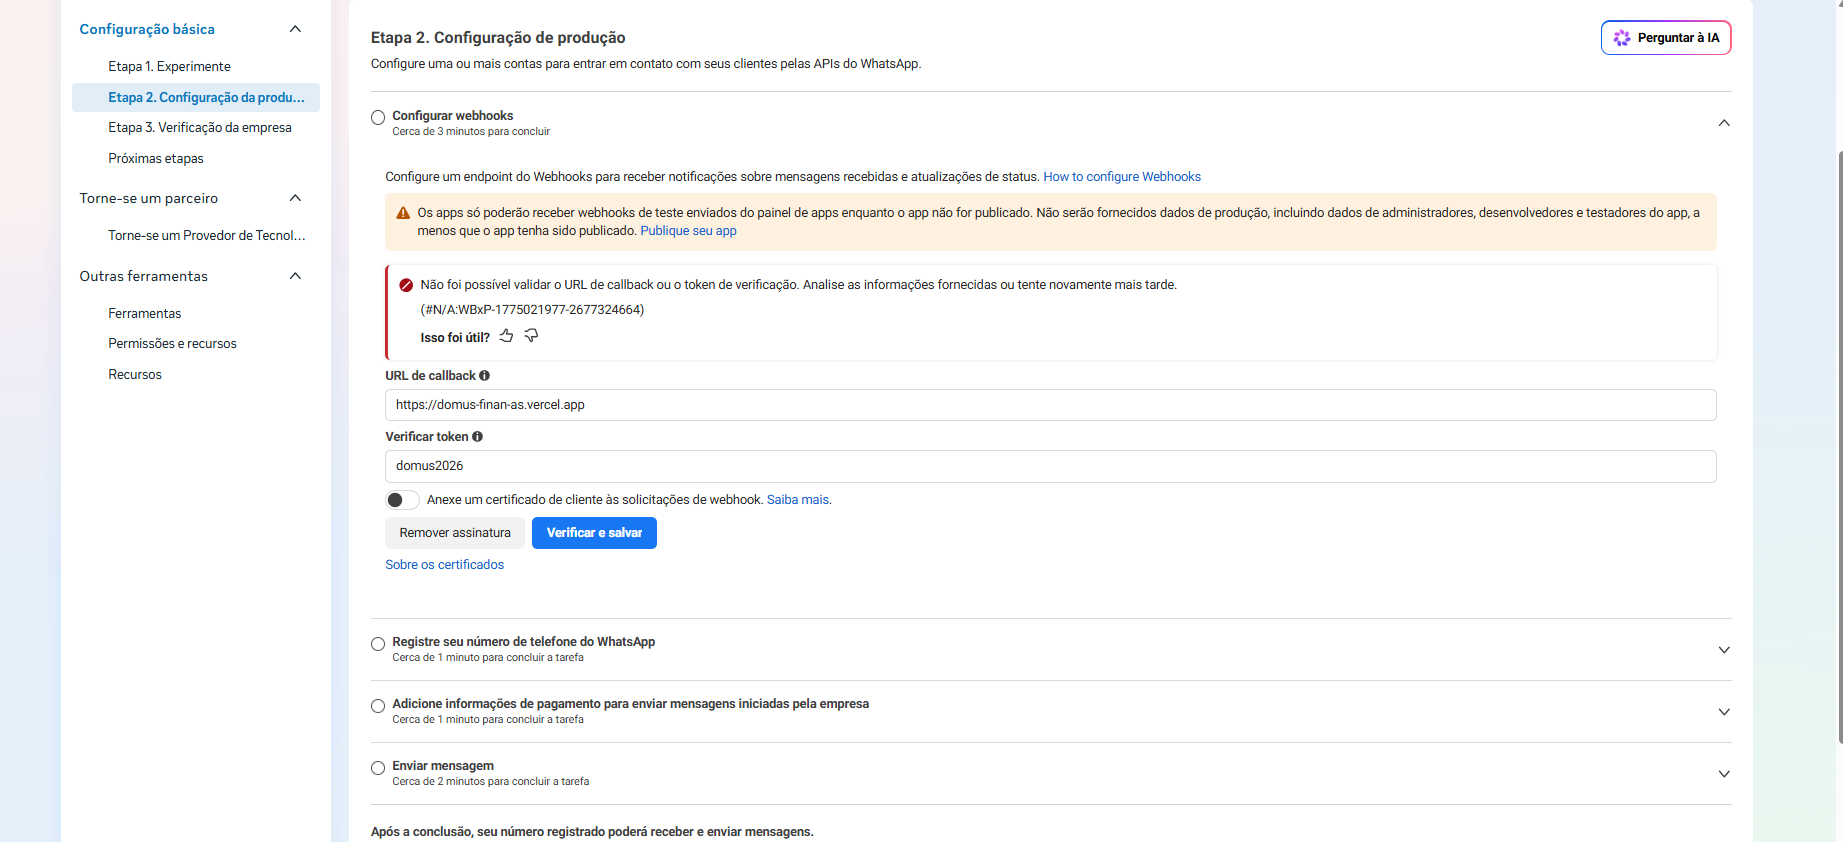 Configuração básica
Etapa 1. Experimente
Etapa 2. Configuração da produ...
Etapa 3. Verificação da empresa
Próximas etapas
Torne-se um parceiro
Torne-se um Provedor de Tecnol...
Outras ferramentas
Ferramentas
Permissões e recursos
Recursos
Etapa 2. Configuração de produção
Perguntar à IA
Configure uma ou mais contas para entrar em contato com seus clientes pelas APIs do WhatsApp.
Configurar webhooks
Cerca de 3 minutos para concluir
Configure um endpoint do Webhooks para receber notificações sobre mensagens recebidas e atualizações de status. How to configure Webhooks
Os apps só poderão receber webhooks de teste enviados do painel de apps enquanto o app não for publicado. Não serão fornecidos dados de produção, incluindo dados de administradores, desenvolvedores e testadores do app, a
menos que o app tenha sido publicado. Publique seu app
Não foi possível validar o URL de callback ou o token de verificação. Analise as informações fornecidas ou tente novamente mais tarde.
(#N/A:WBxP-1775021977-2677324664)
Isso foi útil?
URL de callback
https://domus-finan-as.vercel.app
Verificar token
domus2026
Anexe um certificado de cliente às solicitações de webhook. Saiba mais.
Remover assinatura
Verificar e salvar
Sobre os certificados
Registre seu número de telefone do WhatsApp
Cerca de 1 minuto para concluir a tarefa
Adicione informações de pagamento para enviar mensagens iniciadas pela empresa
Cerca de 1 minuto para concluir a tarefa
Enviar mensagem
Cerca de 2 minutos para concluir a tarefa
Após a conclusão, seu número registrado poderá receber e enviar mensagens.